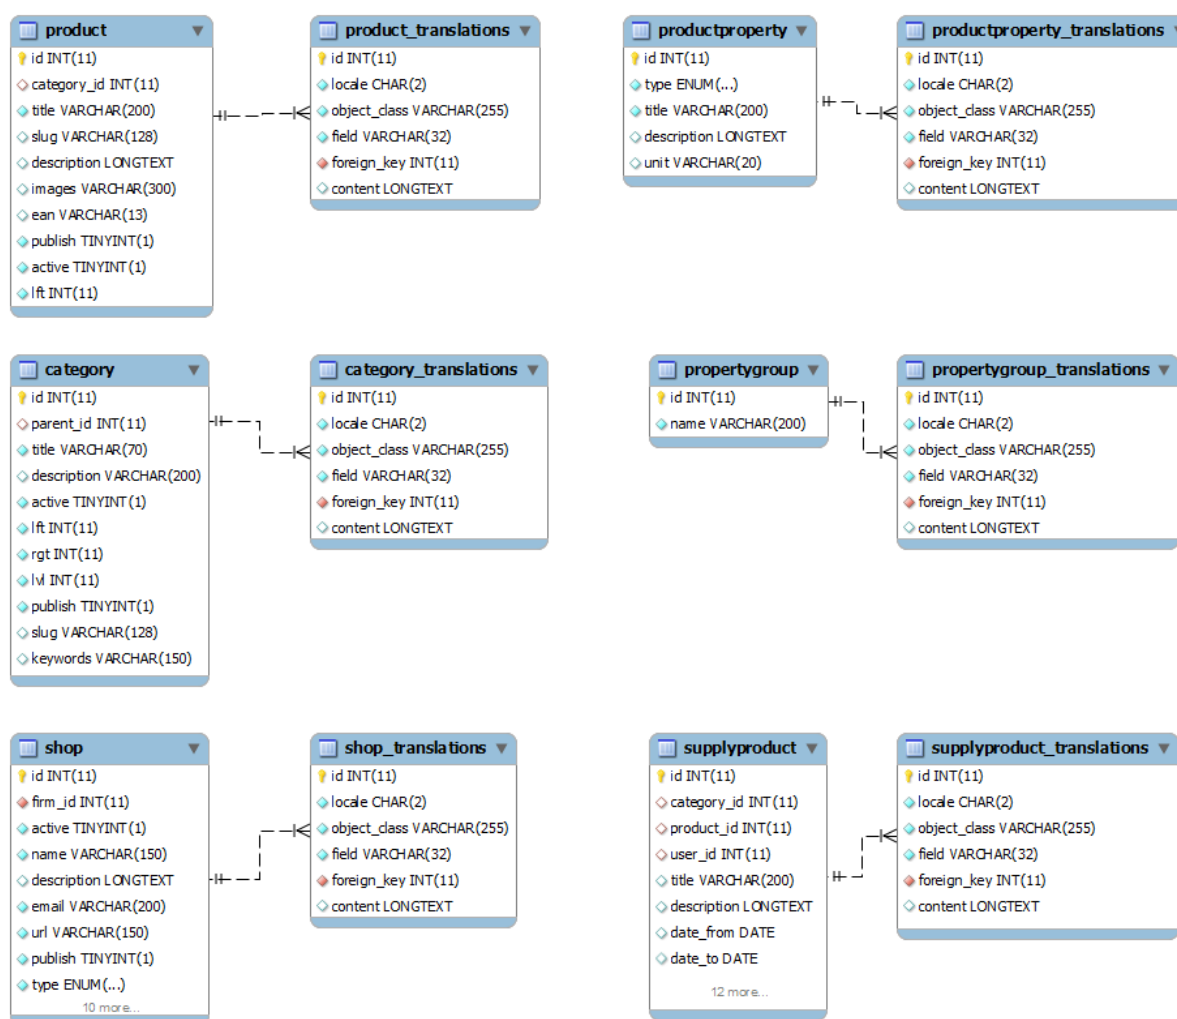 product
id INT(11)
category_id INT(11)
title VARCHAR(200)
slug VARCHAR(128)
description LONGTEXT
images VARCHAR(300)
ean VARCHAR(13)
publish TINYINT(1)
active TINYINT(1)
lft INT(11)
product_translations
id INT(11)
locale CHAR(2)
object_class VARCHAR(255)
field VARCHAR(32)
foreign_key INT(11)
content LONGTEXT
productproperty
id INT(11)
type ENUM(...)
title VARCHAR(200)
description LONGTEXT
unit VARCHAR(20)
productproperty_translations
id INT(11)
locale CHAR(2)
object_class VARCHAR(255)
field VARCHAR(32)
foreign_key INT(11)
content LONGTEXT
category
id INT(11)
parent_id INT(11)
title VARCHAR(70)
description VARCHAR(200)
active TINYINT(1)
lft INT(11)
rgt INT(11)
lvl INT(11)
publish TINYINT(1)
slug VARCHAR(128)
keywords VARCHAR(150)
category_translations
id INT(11)
locale CHAR(2)
object_class VARCHAR(255)
field VARCHAR(32)
foreign_key INT(11)
content LONGTEXT
propertygroup
id INT(11)
name VARCHAR(200)
propertygroup_translations
id INT(11)
locale CHAR(2)
object_class VARCHAR(255)
field VARCHAR(32)
foreign_key INT(11)
content LONGTEXT
shop
id INT(11)
firm_id INT(11)
active TINYINT(1)
name VARCHAR(150)
description LONGTEXT
email VARCHAR(200)
url VARCHAR(150)
publish TINYINT(1)
type ENUM(...)
10 more...
shop_translations
id INT(11)
locale CHAR(2)
object_class VARCHAR(255)
field VARCHAR(32)
foreign_key INT(11)
content LONGTEXT
supplyproduct
id INT(11)
category_id INT(11)
product_id INT(11)
user_id INT(11)
title VARCHAR(200)
description LONGTEXT
date_from DATE
date_to DATE
12 more...
supplyproduct_translations
id INT(11)
locale CHAR(2)
object_class VARCHAR(255)
field VARCHAR(32)
foreign_key INT(11)
content LONGTEXT